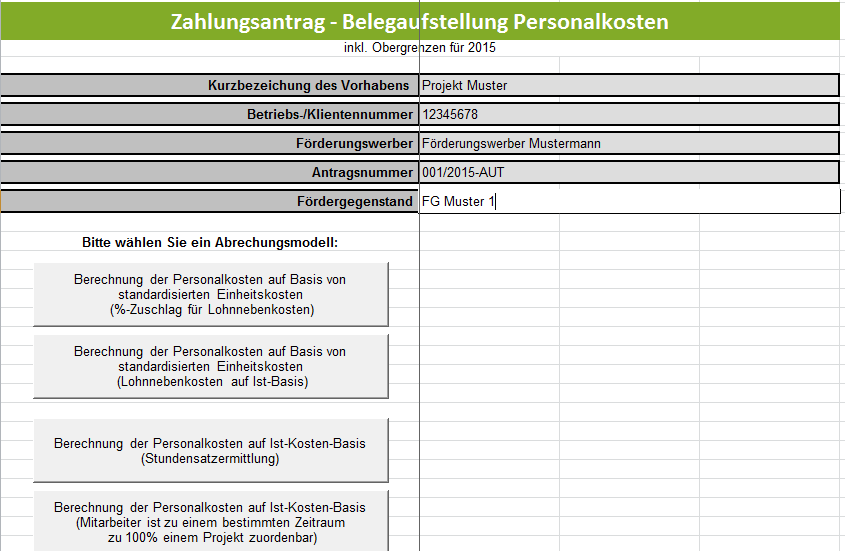 Zahlungsantrag - Belegaufstellung Personalkosten
inkl. Obergrenzen für 2015
Kurzbezeichung des Vorhabens Projekt Muster
Betriebs-/Klientennummer 12345678
Förderungswerber Förderungswerber Mustermann
Antragsnummer 001/2015-AUT
Fördergegenstand FG Muster 1
Bitte wählen Sie ein Abrechungsmodell:
Berechnung der Personalkosten auf Basis von
standardisierten Einheitskosten
(%-Zuschlag für Lohnnebenkosten)
Berechnung der Personalkosten auf Basis von
standardisierten Einheitskosten
(Lohnnebenkosten auf Ist-Basis)
Berechnung der Personalkosten auf Ist-Kosten-Basis
(Stundensatzermittlung)
Berechnung der Personalkosten auf Ist-Kosten-Basis
(Mitarbeiter ist zu einem bestimmten Zeitraum
zu 100% einem Projekt zuordenbar)